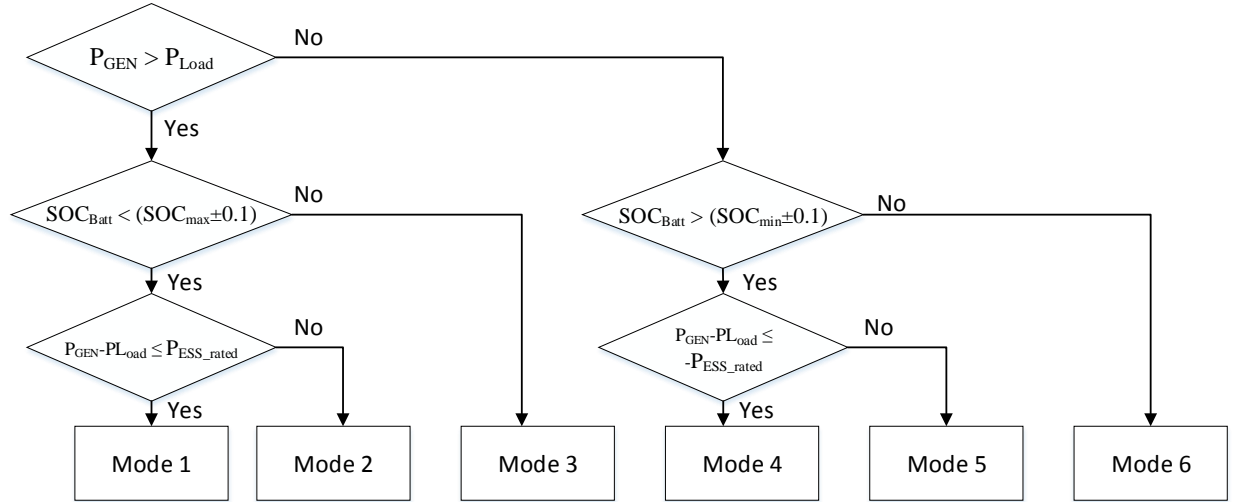 No
P_GEN > P_Load
Yes
No
No
SOC_Batt < (SOC_max±0.1)
SOC_Batt > (SOC_min±0.1)
Yes
Yes
No
No
P_GEN-PL_oad ≤ P_ESS_rated
P_GEN-PL_oad ≤
-P_ESS_rated
Yes
Yes
Mode 1
Mode 2
Mode 3
Mode 4
Mode 5
Mode 6